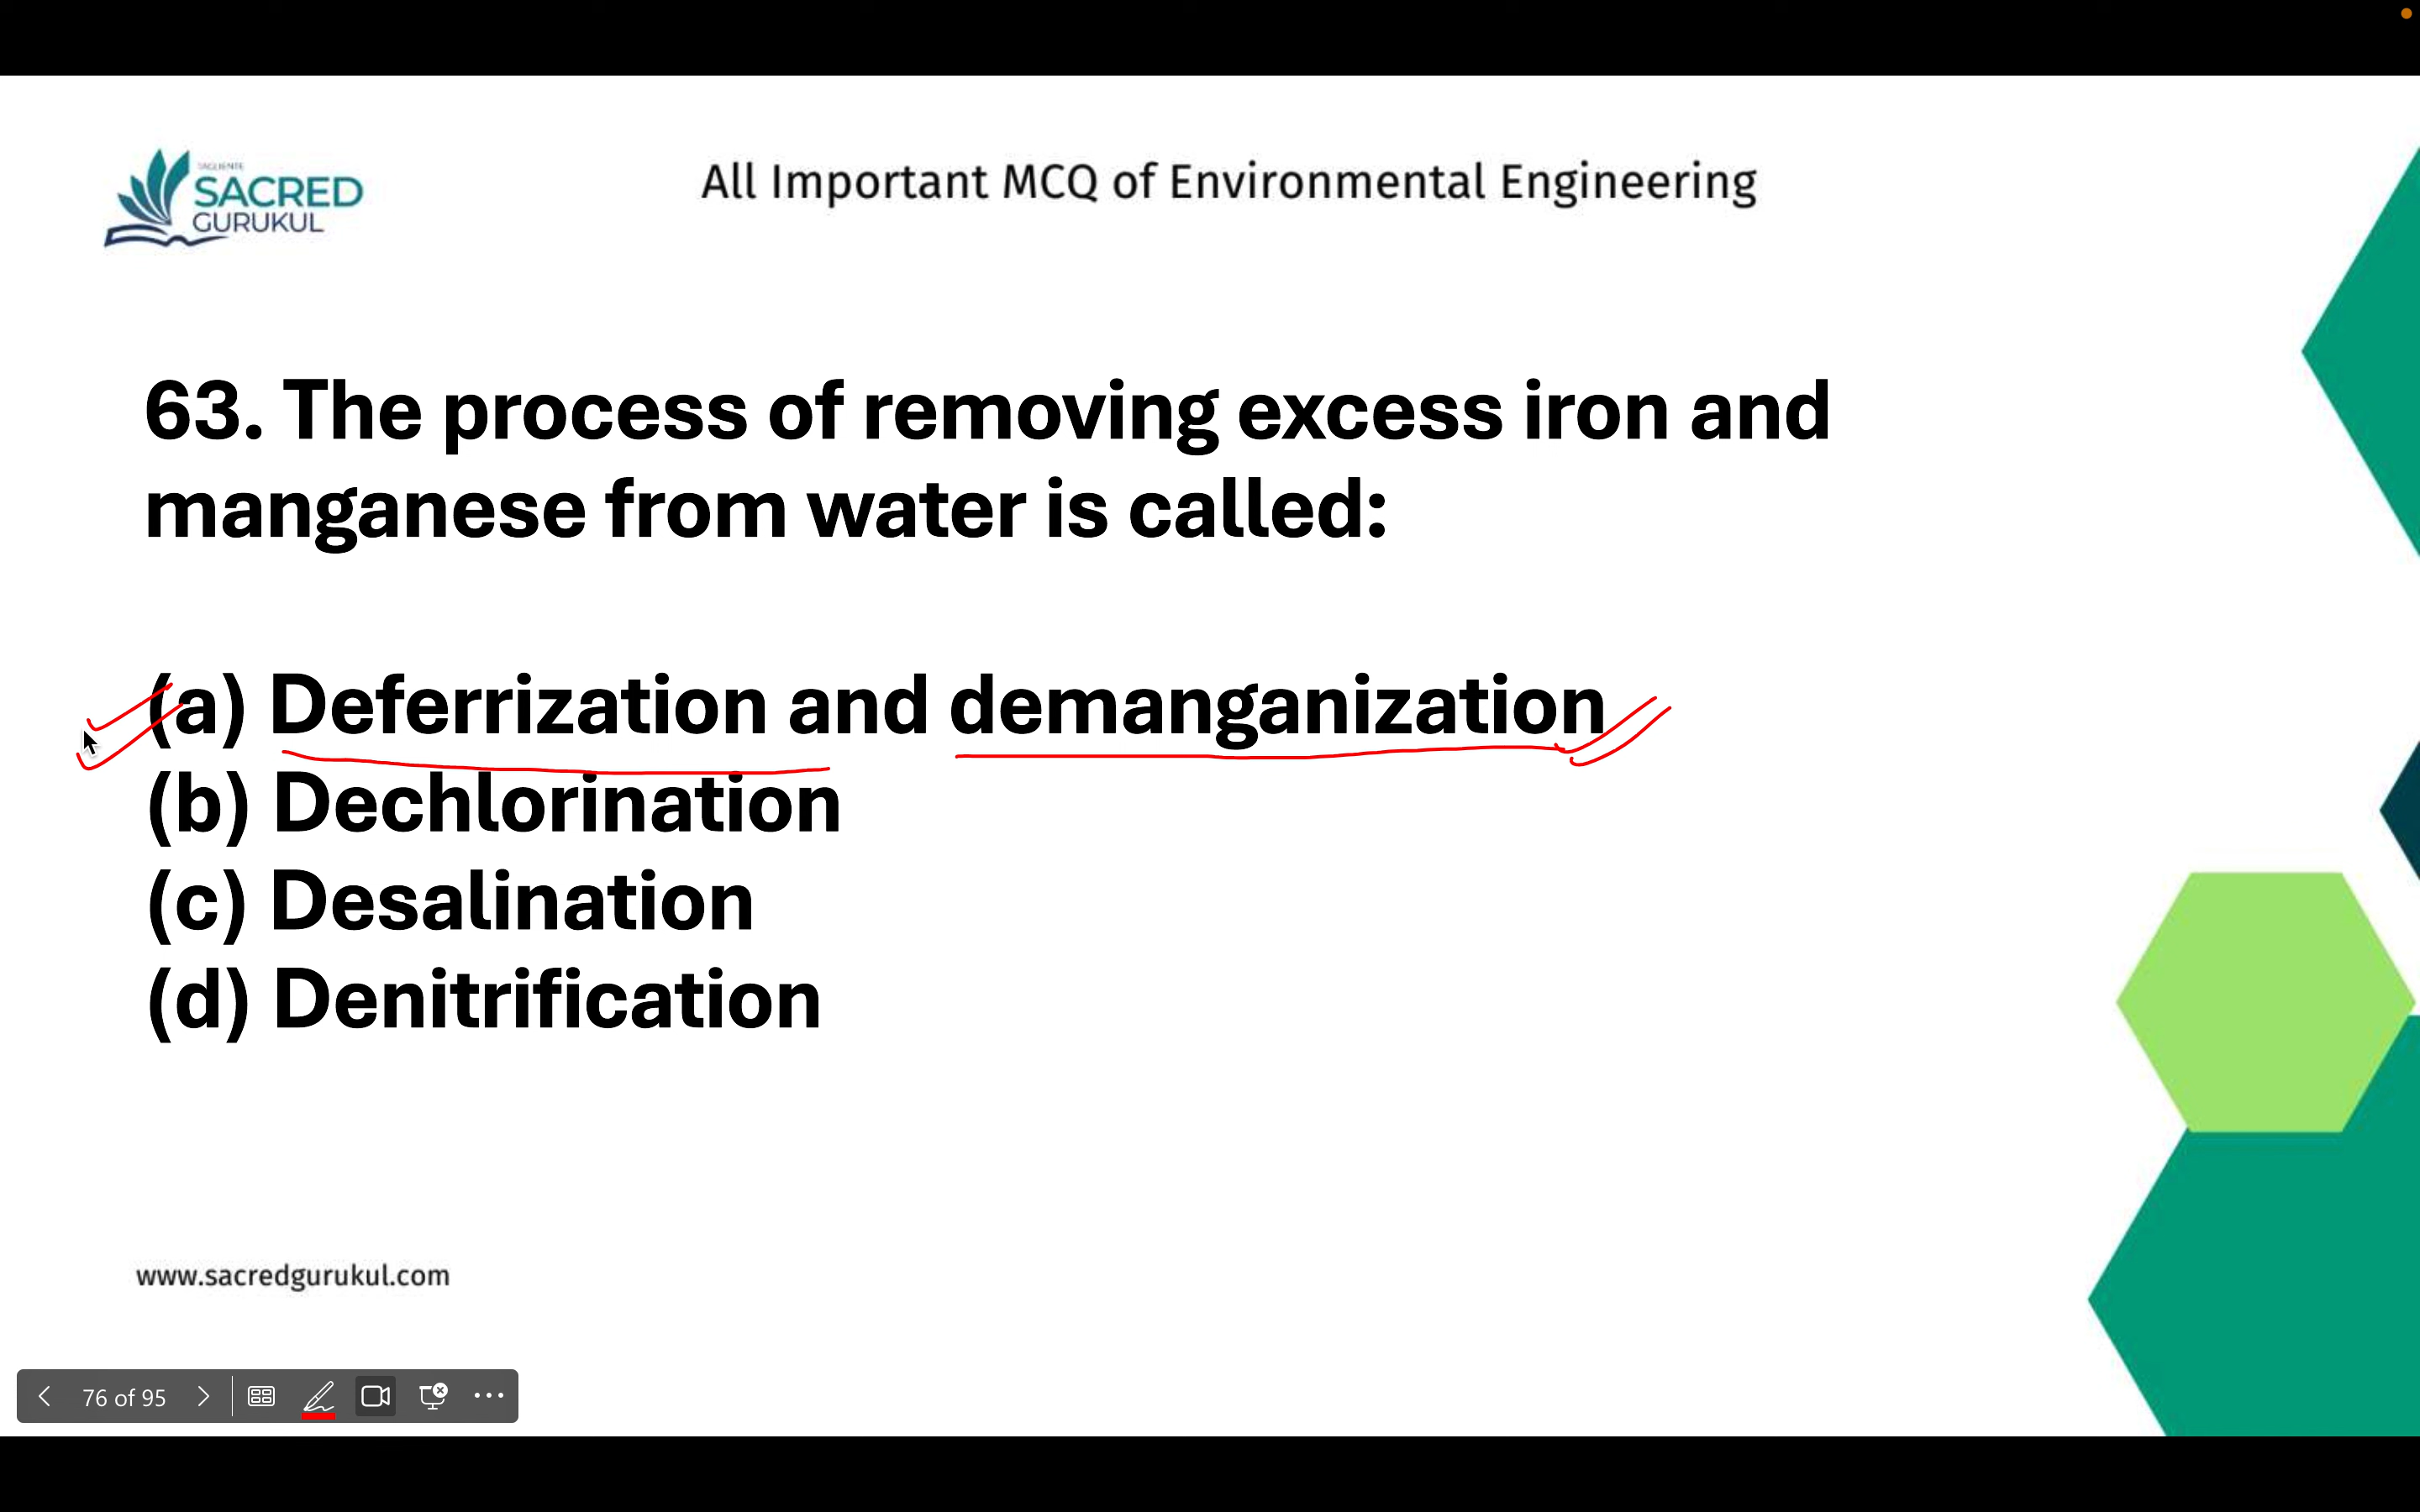 SACRED
GURUKUL
All Important MCQ of Environmental Engineering
63. The process of removing excess iron and
manganese from water is called:
(a) Deferrization and demanganization
(b) Dechlorination
(c) Desalination
(d) Denitrification
www.sacredgurukul.com
76 of 95